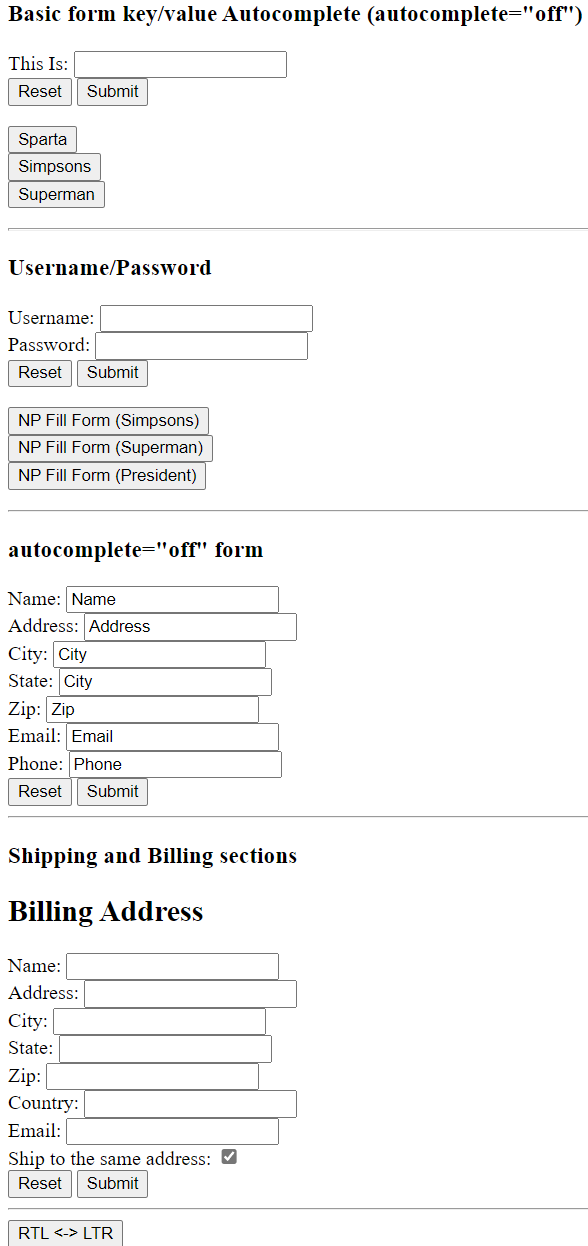 Basic form key/value Autocomplete (autocomplete="off")
This Is:
Reset Submit
Sparta
Simpsons
Superman
Username/Password
Username:
Password:
Reset Submit
NP Fill Form (Simpsons)
NP Fill Form (Superman)
NP Fill Form (President)
autocomplete="off" form
Name: Name
Address: Address
City: City
State: City
Zip: Zip
Email: Email
Phone: Phone
Reset Submit
Shipping and Billing sections
Billing Address
Name:
Address:
City:
State:
Zip:
Country:
Email:
Ship to the same address:
Reset Submit
RTL <-> LTR